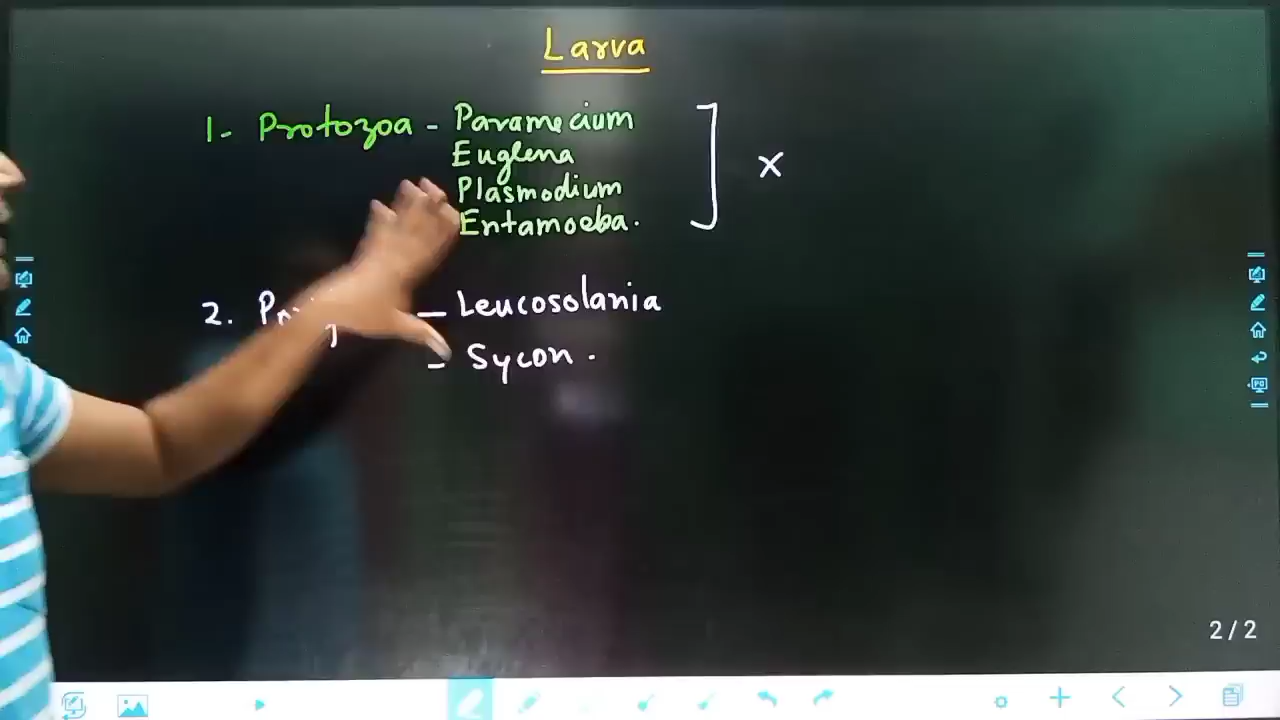 Larva
1- Protozoa - Paramecium
Euglena
Plasmodium
Entamoeba.
x
2. - Leucosolania
- Sycon.
2/2